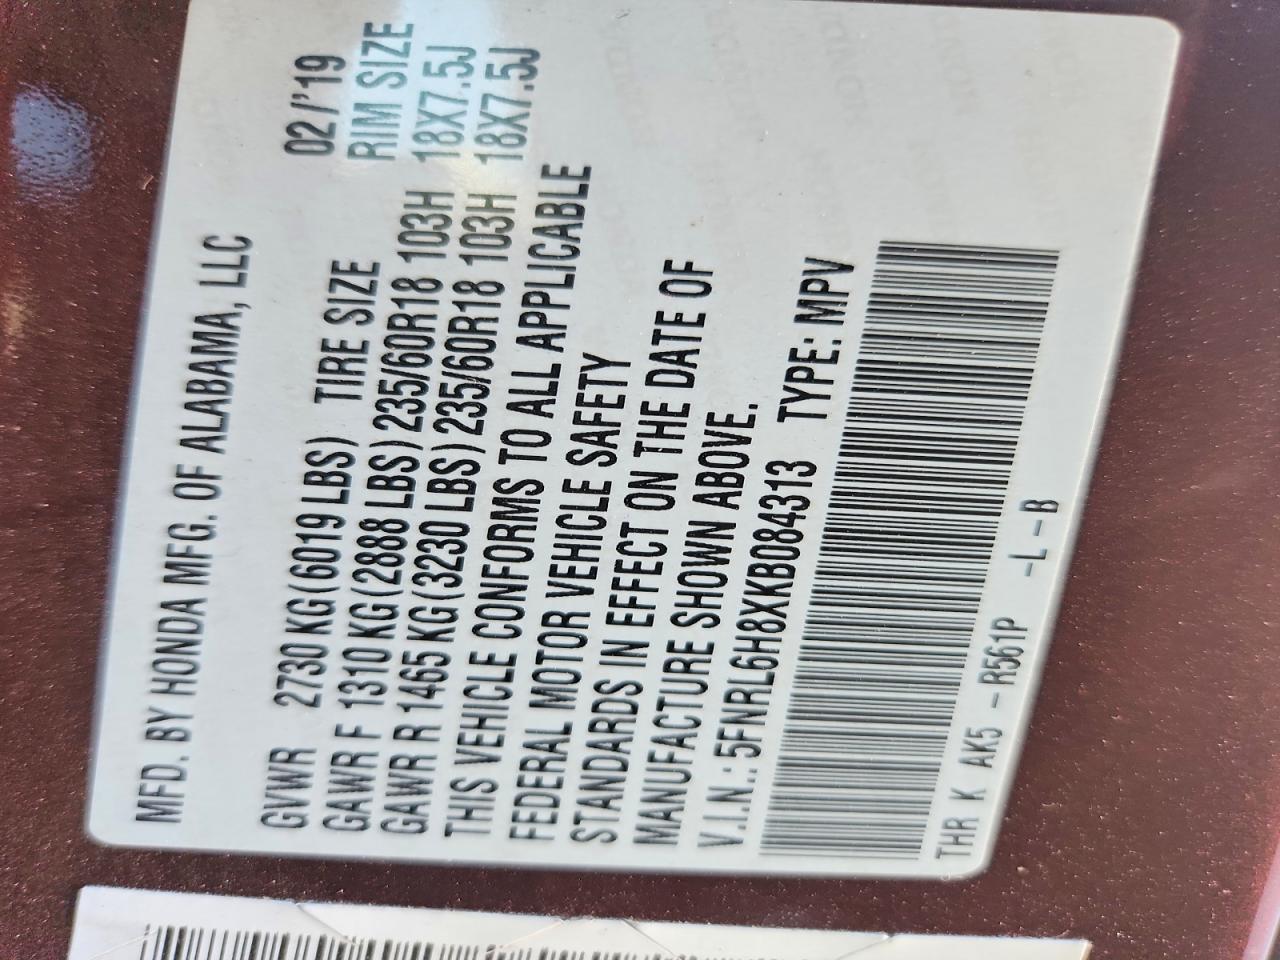 MFD. BY HONDA MFG. OF ALABAMA, LLC
02/'19
GVWR 2730 KG(6019 LBS) TIRE SIZE RIM SIZE
GAWR F 1310 KG(2888 LBS) 235/60R18 103H 18X7.5J
GAWR R 1465 KG(3230 LBS) 235/60R18 103H 18X7.5J
THIS VEHICLE CONFORMS TO ALL APPLICABLE
FEDERAL MOTOR VEHICLE SAFETY
STANDARDS IN EFFECT ON THE DATE OF
MANUFACTURE SHOWN ABOVE.
V.I.N.: 5FNRL6H8XKB084313 TYPE: MPV
THR K AK5 -R561P -L-B